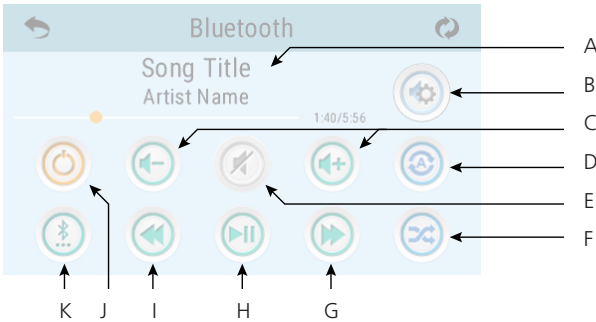 Bluetooth
Song Title
Artist Name
1:40/5:56
A
B
C
D
E
F
K J I H G